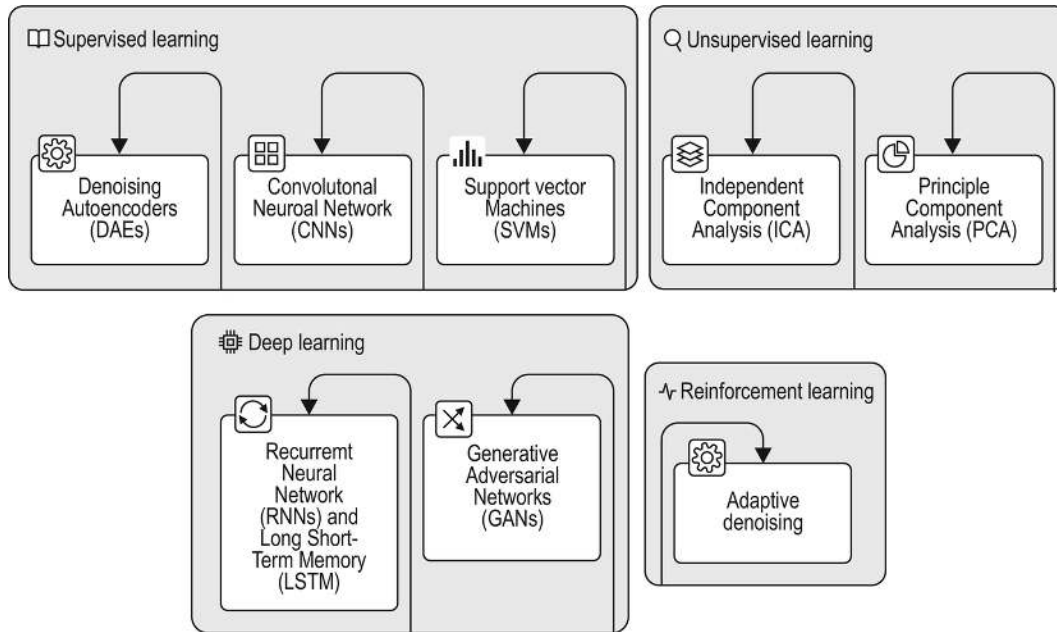 Supervised learning
Denoising
Autoencoders
(DAEs)
Convolutonal
Neuroal Network
(CNNs)
Support vector
Machines
(SVMs)
Unsupervised learning
Independent
Component
Analysis (ICA)
Principle
Component
Analysis (PCA)
Deep learning
Recurremt
Neural
Network
(RNNs) and
Long Short-
Term Memory
(LSTM)
Generative
Adversarial
Networks
(GANs)
Reinforcement learning
Adaptive
denoising